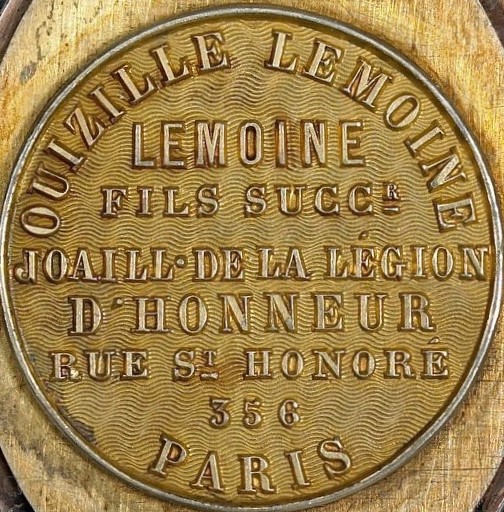 OUIZILLE LEMOINE
LEMOINE
FILS SUCCR
JOAILL. DE LA LÉGION
D'HONNEUR
RUE ST HONORÉ
356
PARIS